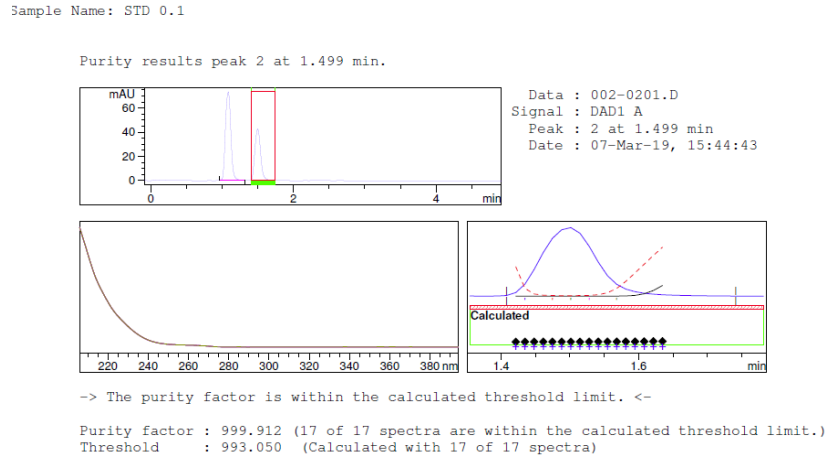 Sample Name: STD 0.1
Purity results peak 2 at 1.499 min.
mAU
60
40
20
0
0 2 4 min
Data : 002-0201.D
Signal : DAD1 A
Peak : 2 at 1.499 min
Date : 07-Mar-19, 15:44:43
220 240 260 280 300 320 340 360 380 nm
Calculated
1.4 1.6 min
-> The purity factor is within the calculated threshold limit. <-
Purity factor : 999.912 (17 of 17 spectra are within the calculated threshold limit.)
Threshold : 993.050 (Calculated with 17 of 17 spectra)